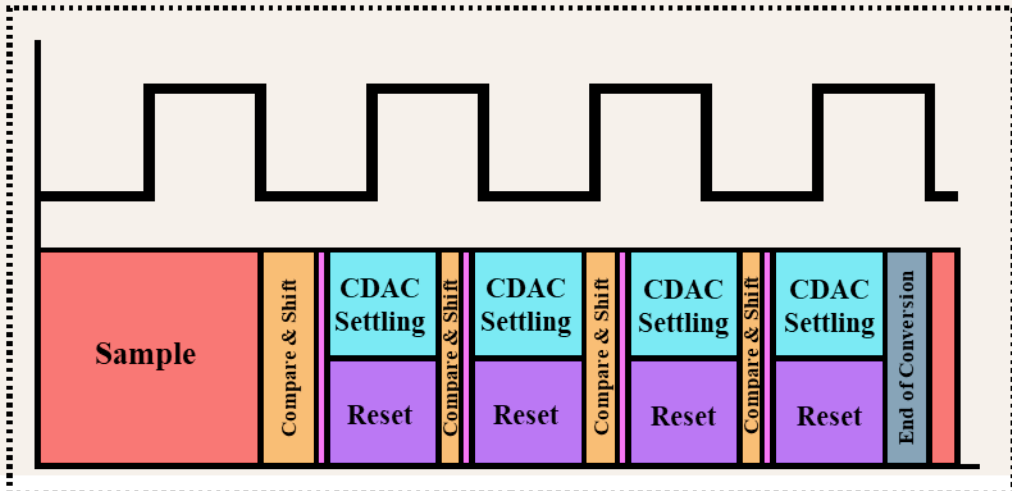 Sample
Compare & Shift
CDAC
Settling
Reset
Compare & Shift
CDAC
Settling
Reset
Compare & Shift
CDAC
Settling
Reset
Compare & Shift
CDAC
Settling
Reset
End of Conversion